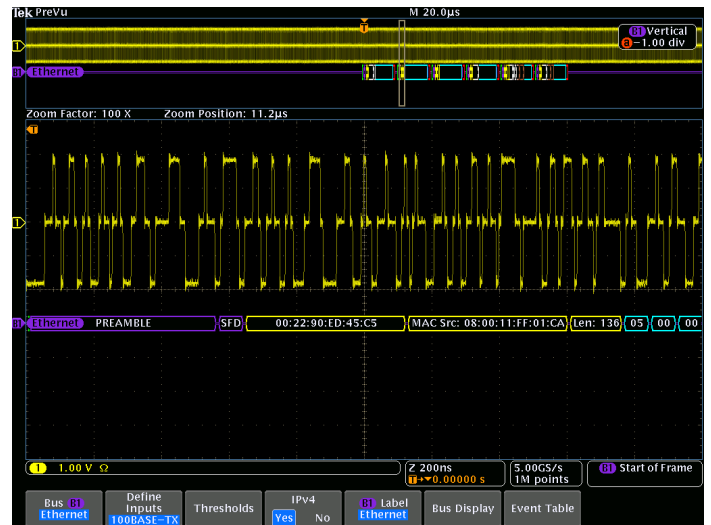 Tek PreVu M 20.0µs
T
B1 Vertical
a -1.00 div
1
B1 Ethernet
Zoom Factor: 100 X Zoom Position: 11.2µs
T
1
B1 Ethernet PREAMBLE SFD 00:22:90:ED:45:C5 MAC Src: 08:00:11:FF:01:CA Len: 136 05 00 00
1 1.00 V Ω
Z 200ns
T→▼0.00000 s
5.00GS/s
1M points
B1 Start of Frame
Bus B1
Ethernet
Define
Inputs
100BASE-TX
Thresholds
IPv4
Yes No
B1 Label
Ethernet
Bus Display
Event Table